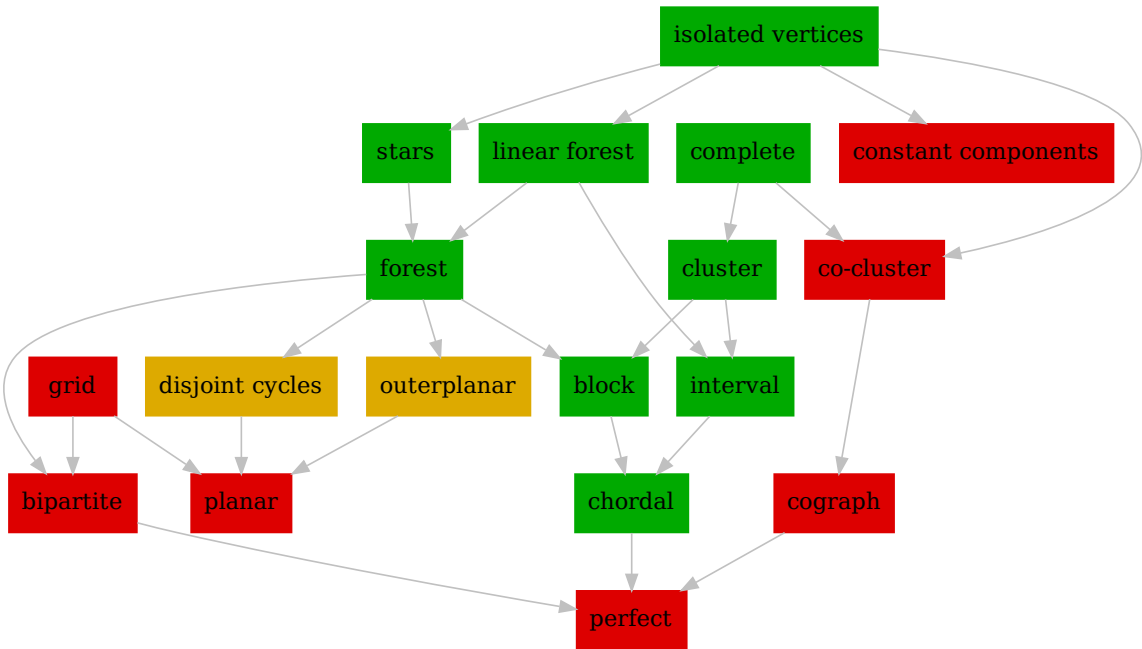 isolated vertices
stars
linear forest
complete
constant components
forest
cluster
co-cluster
grid
disjoint cycles
outerplanar
block
interval
bipartite
planar
chordal
cograph
perfect